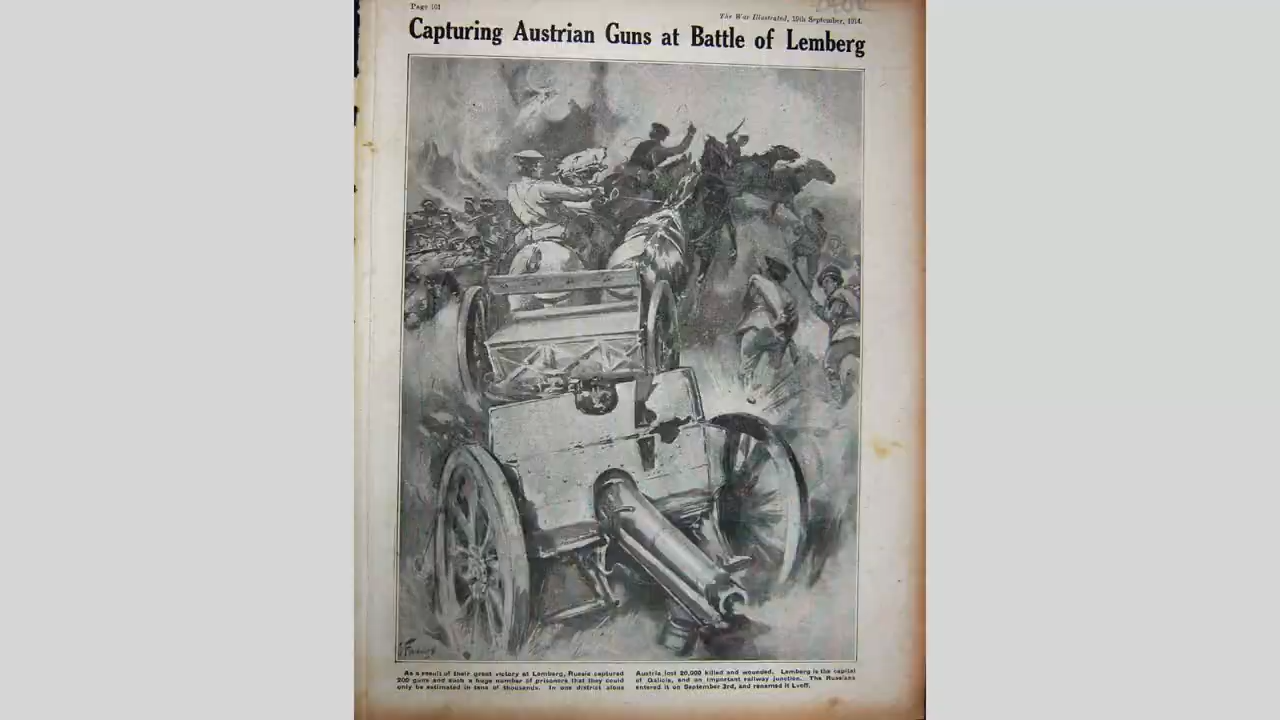 Page 101
The War Illustrated, 19th September, 1914.
Capturing Austrian Guns at Battle of Lemberg
As a result of their great victory at Lemberg, Russia captured
200 guns and such a huge number of prisoners that they could
only be estimated in tens of thousands. In one district alone
Austria lost 20,000 killed and wounded. Lemberg is the capital
of Galicia, and an important railway junction. The Russians
entered it on September 3rd, and renamed it Lvoff.